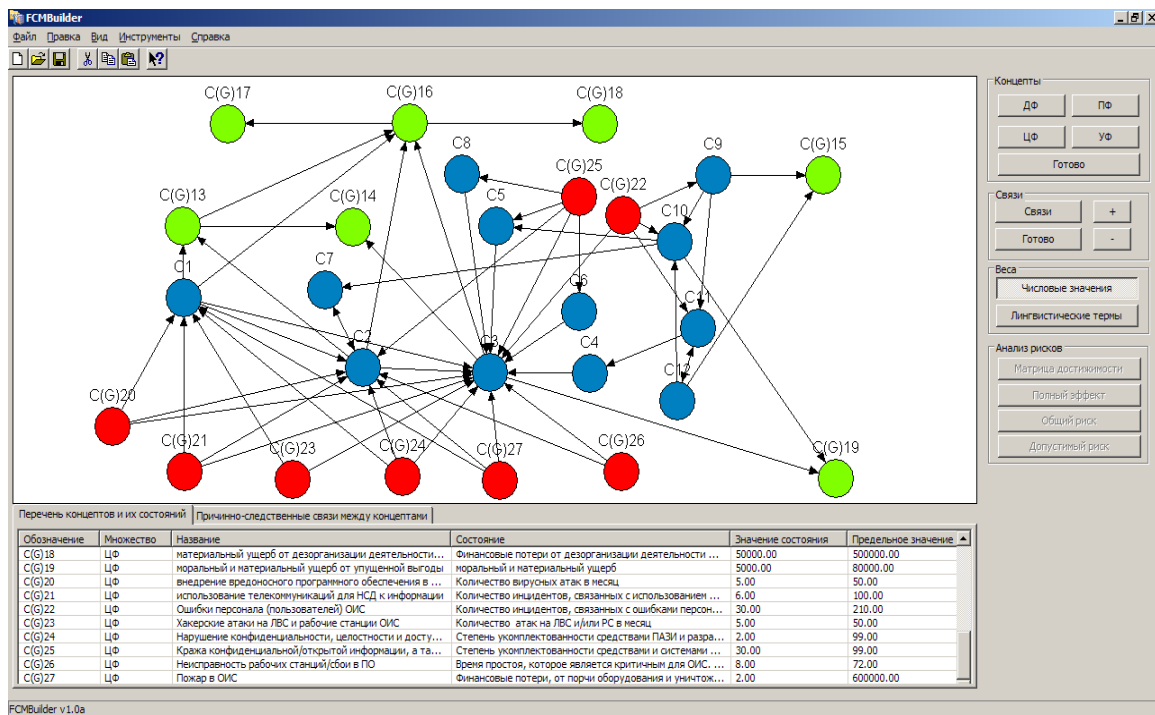 FCMBuilder
Файл Правка Вид Инструменты Справка
C(G)17 C(G)16 C(G)18
C8 C9 C(G)15
C(G)25
C(G)22
C(G)13 C(G)14 C5 C10
C1 C7 C6 C11
C2 C3 C4 C12
C(G)20
C(G)21 C(G)23 C(G)24 C(G)27 C(G)26 C(G)19
Концепты
ДФ ПФ
ЦФ УФ
Готово
Связи
Связи +
Готово -
Веса
Числовые значения
Лингвистические термы
Анализ рисков
Матрица достижимости
Полный эффект
Общий риск
Допустимый риск
Перечень концептов и их состояний Причинно-следственные связи между концептами
Обозначение Множество Название Состояние Значение состояния Предельное значение
C(G)18 ЦФ материальный ущерб от дезорганизации деятельности... Финансовые потери от дезорганизации деятельности ... 50000.00 500000.00
C(G)19 ЦФ моральный и материальный ущерб от упущенной выгоды моральный и материальный ущерб 5000.00 80000.00
C(G)20 ЦФ внедрение вредоносного программного обеспечения в ... Количество вирусных атак в месяц 5.00 50.00
C(G)21 ЦФ использование телекоммуникаций для НСД к информации Количество инцидентов, связанных с использованием ... 6.00 100.00
C(G)22 ЦФ Ошибки персонала (пользователей) ОИС Количество инцидентов, связанных с ошибками персон... 30.00 210.00
C(G)23 ЦФ Хакерские атаки на ЛВС и рабочие станции ОИС Количество атак на ЛВС и/или РС в месяц 5.00 50.00
C(G)24 ЦФ Нарушение конфиденциальности, целостности и досту... Степень укомплектованности средствами ПАЗИ и разра... 2.00 99.00
C(G)25 ЦФ Кража конфиденциальной/открытой информации, а та... Степень укомплектованности средствами и системами ... 30.00 99.00
C(G)26 ЦФ Неисправность рабочих станций/сбои в ПО Время простоя, которое является критичным для ОИС. ... 8.00 72.00
C(G)27 ЦФ Пожар в ОИС Финансовые потери, от порчи оборудования и уничтож... 2.00 600000.00
FCMBuilder v1.0a